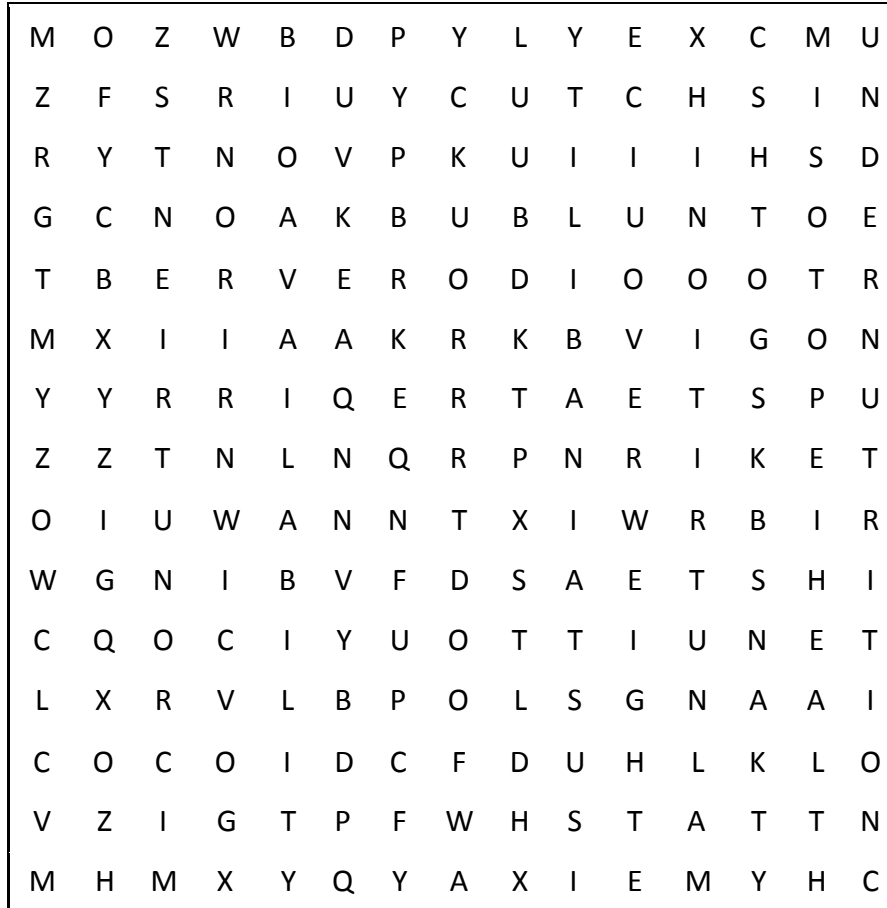 M O Z W B D P Y L Y E X C M U
Z F S R I U Y C U T C H S I N
R Y T N O V P K U I I I H S D
G C N O A K B U B L U N T O E
T B E R V E R O D I O O O T R
M X I I A A K R K B V I G O N
Y Y R R I Q E R T A E T S P U
Z Z T N L N Q R P N R I K E T
O I U W A N N T X I W R B I R
W G N I B V F D S A E T S H I
C Q O C I Y U O T T I U N E T
L X R V L B P O L S G N A A I
C O C O I D C F D U H L K L O
V Z I G T P F W H S T A T T N
M H M X Y Q Y A X I E M Y H C